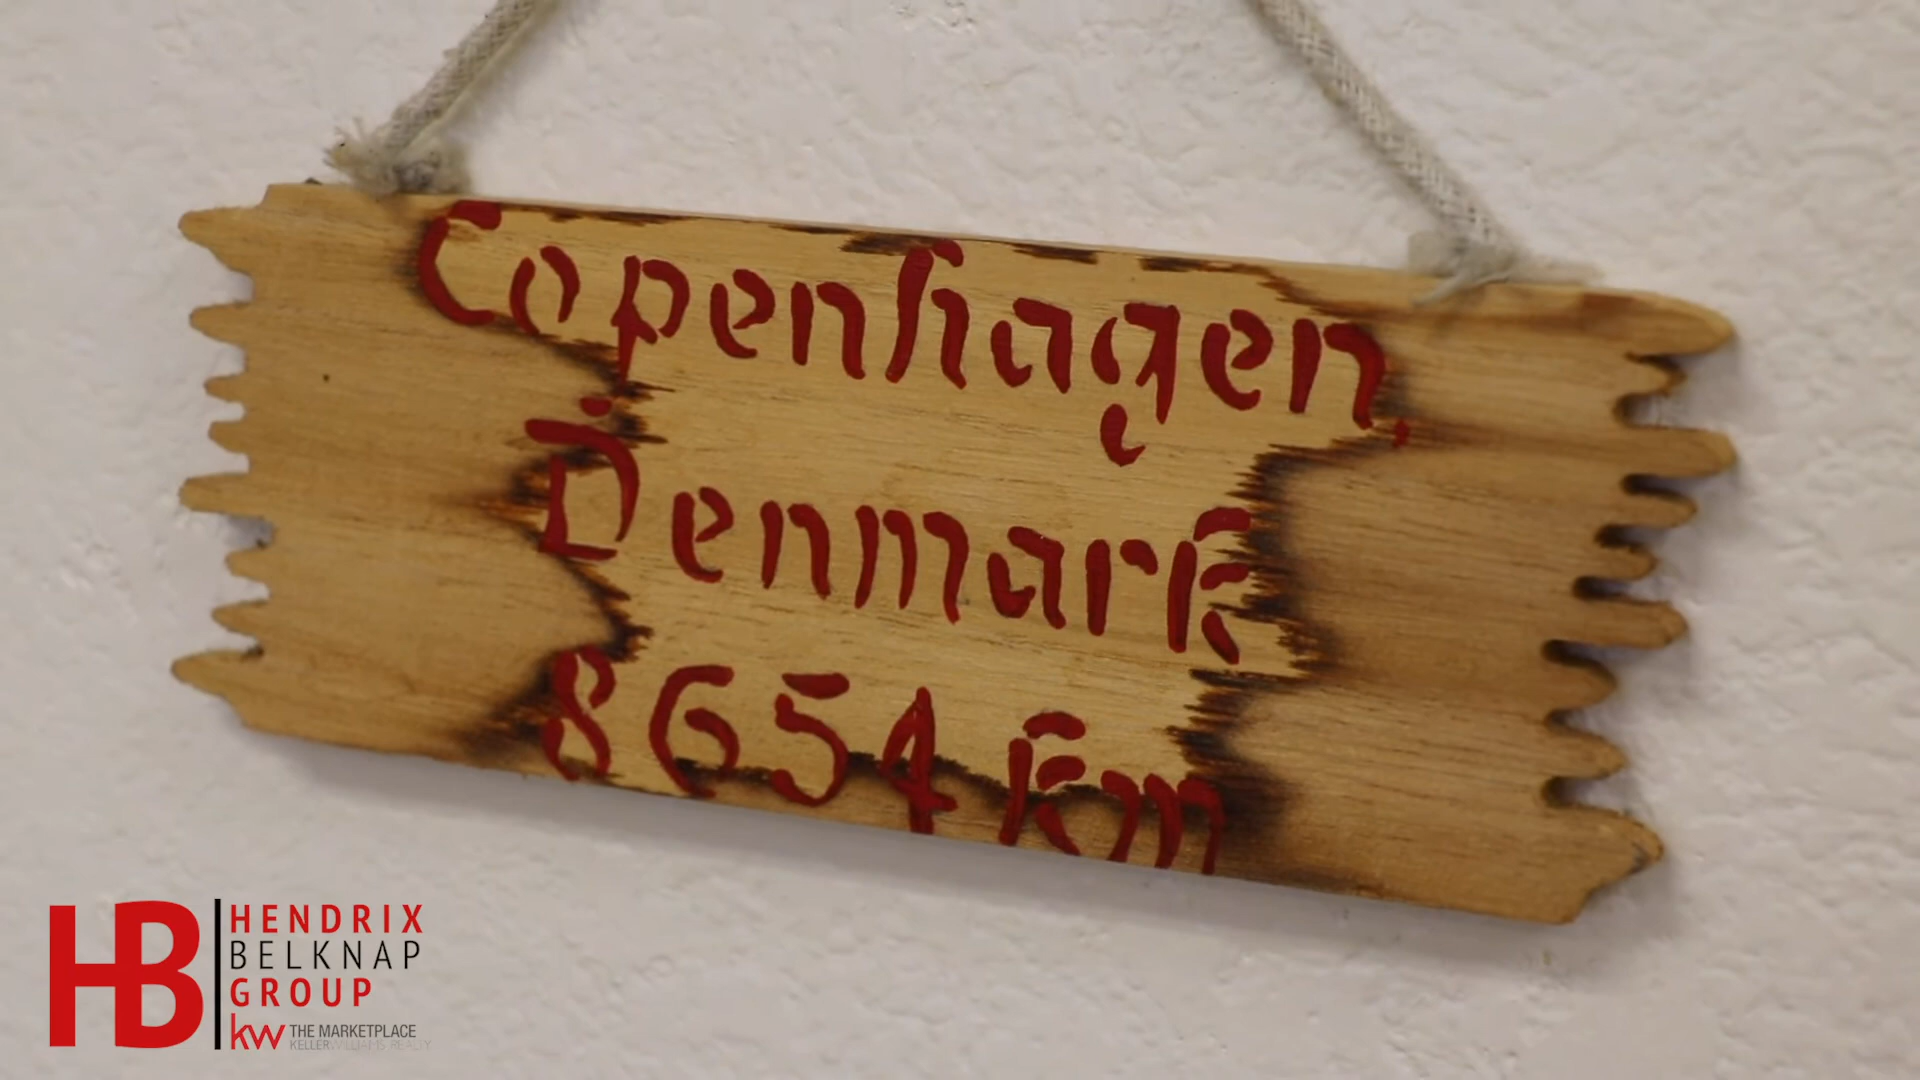 Copenhagen,
Denmark
8654 km
HB
HENDRIX
BELKNAP
GROUP
kw THE MARKETPLACE
KELLERWILLIAMS. REALTY